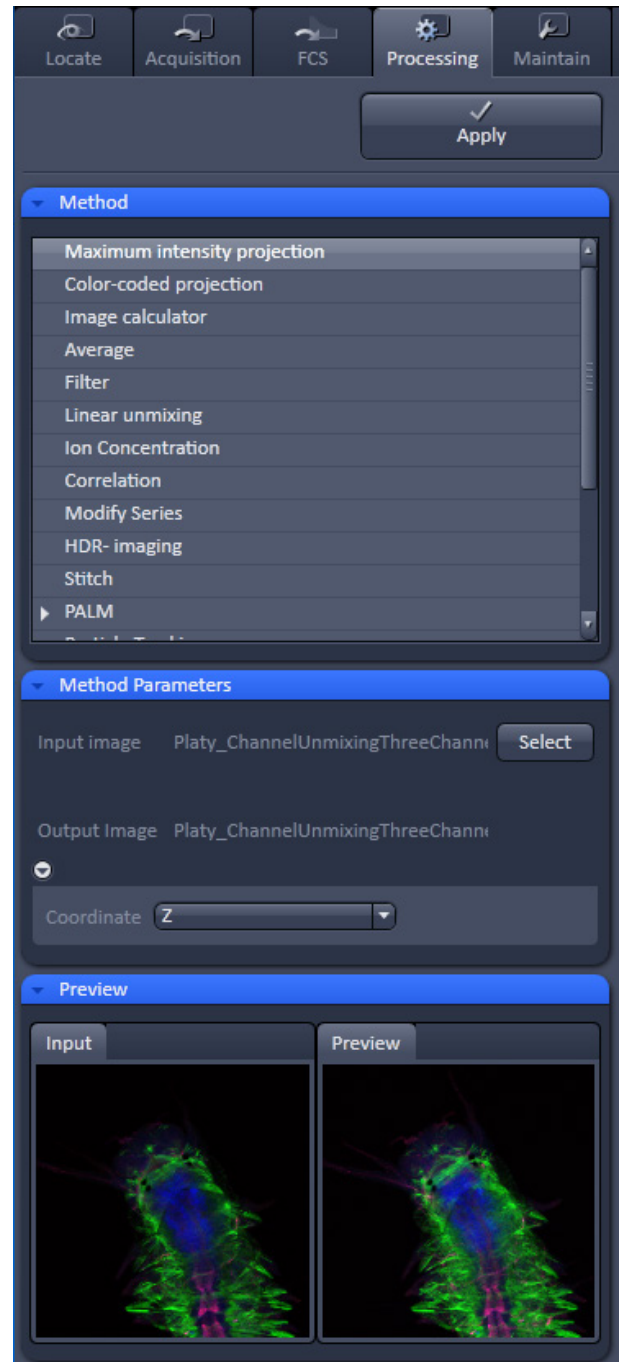 Locate Acquisition FCS Processing Maintain
Apply
Method
Maximum intensity projection
Color-coded projection
Image calculator
Average
Filter
Linear unmixing
Ion Concentration
Correlation
Modify Series
HDR- imaging
Stitch
PALM
Method Parameters
Input image Platy_ChannelUnmixingThreeChanne Select
Output Image Platy_ChannelUnmixingThreeChanne
Coordinate Z
Preview
Input Preview